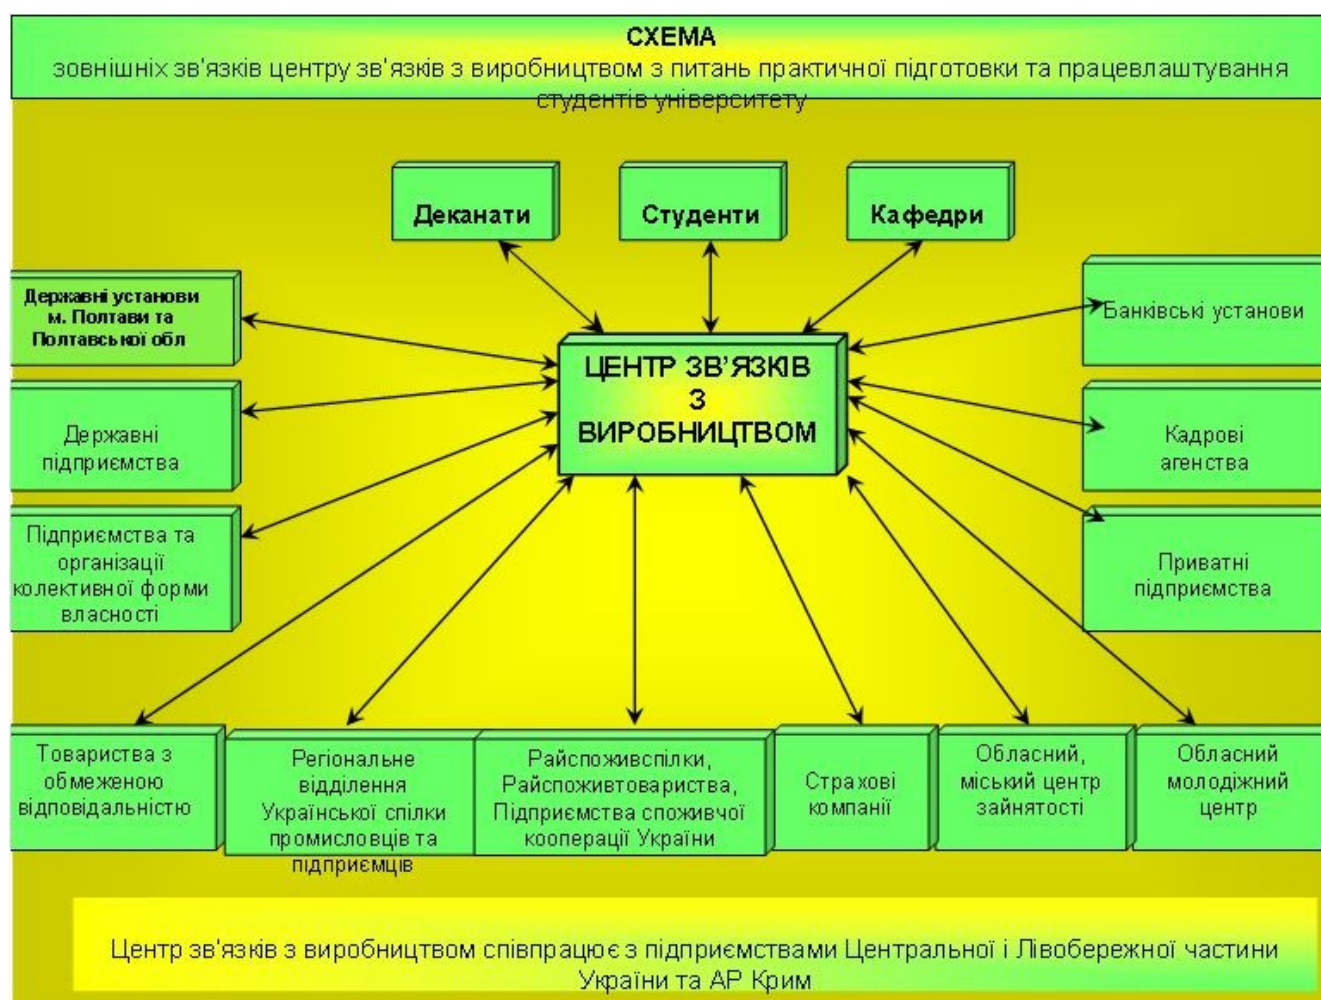 СХЕМА
зовнішніх зв'язків центру зв'язків з виробництвом з питань практичної підготовки та працевлаштування
студентів університету
Деканати
Студенти
Кафедри
Державні установи
м. Полтави та
Полтавської обл
Банківські установи
ЦЕНТР ЗВ’ЯЗКІВ
З
ВИРОБНИЦТВОМ
Державні
підприємства
Кадрові
агенства
Підприємства та
організації
колективної форми
власності
Приватні
підприємства
Товариства з
обмеженою
відповідальністю
Регіональне
відділення
Української спілки
промисловців та
підприємців
Райспоживспілки,
Райспоживтовариства,
Підприємства споживчої
кооперації України
Страхові
компанії
Обласний,
міський центр
зайнятості
Обласний
молодіжний
центр
Центр зв'язків з виробництвом співпрацює з підприємствами Центральної і Лівобережної частини
України та АР Крим